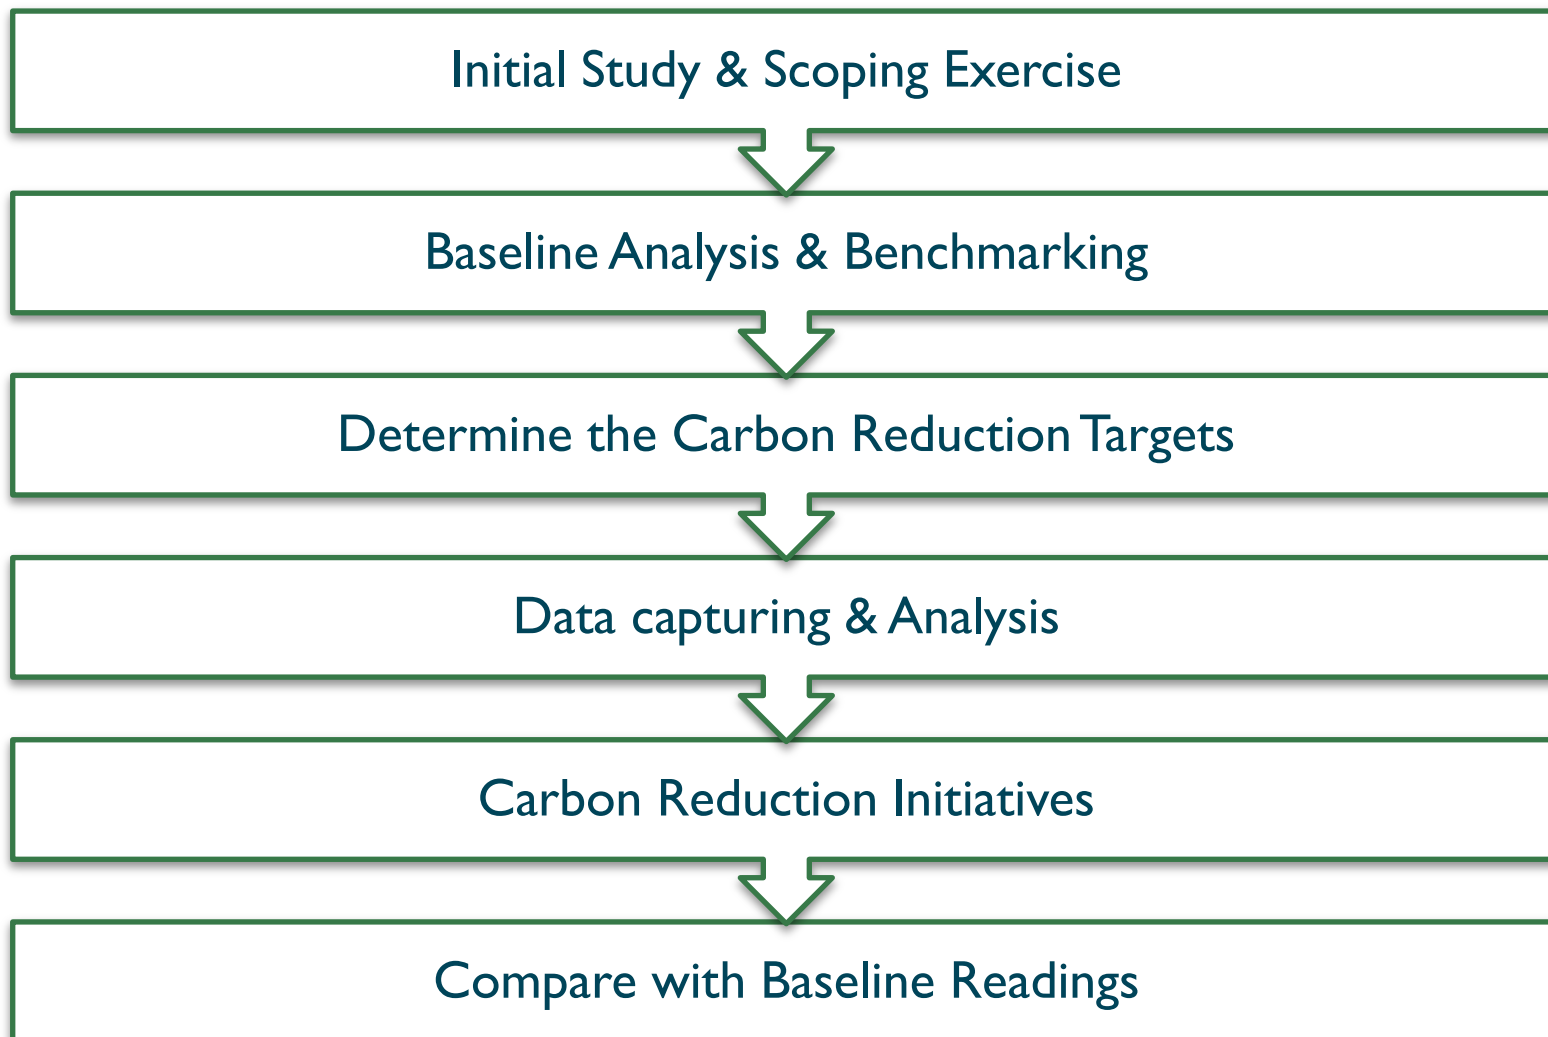 Initial Study & Scoping Exercise
Baseline Analysis & Benchmarking
Determine the Carbon Reduction Targets
Data capturing & Analysis
Carbon Reduction Initiatives
Compare with Baseline Readings